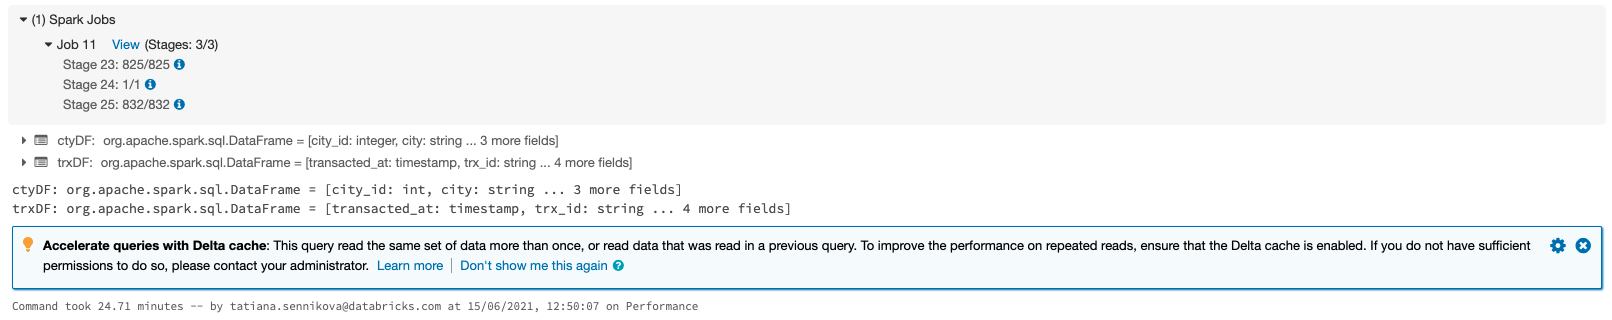 (1) Spark Jobs
Job 11 View (Stages: 3/3)
Stage 23: 825/825
Stage 24: 1/1
Stage 25: 832/832
ctyDF: org.apache.spark.sql.DataFrame = [city_id: integer, city: string ... 3 more fields]
trxDF: org.apache.spark.sql.DataFrame = [transacted_at: timestamp, trx_id: string ... 4 more fields]
ctyDF: org.apache.spark.sql.DataFrame = [city_id: int, city: string ... 3 more fields]
trxDF: org.apache.spark.sql.DataFrame = [transacted_at: timestamp, trx_id: string ... 4 more fields]
Accelerate queries with Delta cache: This query read the same set of data more than once, or read data that was read in a previous query. To improve the performance on repeated reads, ensure that the Delta cache is enabled. If you do not have sufficient
permissions to do so, please contact your administrator. Learn more | Don't show me this again ?
Command took 24.71 minutes -- by tatiana.sennikova@databricks.com at 15/06/2021, 12:50:07 on Performance